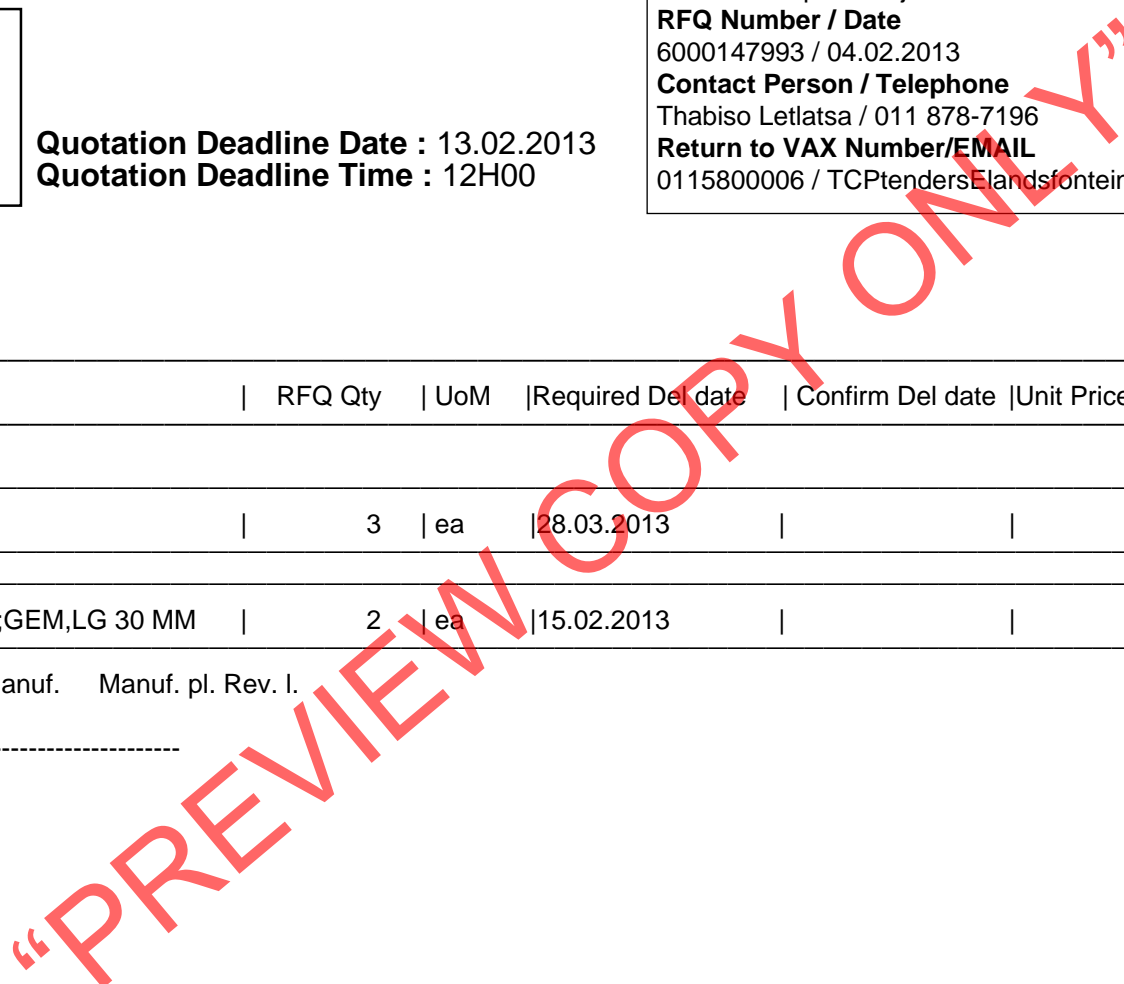 RFQ Number / Date
6000147993 / 04.02.2013
Contact Person / Telephone
Thabiso Letlatsa / 011 878-7196
Return to VAX Number/EMAIL
0115800006 / TCPtendersElandsfontein
Quotation Deadline Date : 13.02.2013
Quotation Deadline Time : 12H00
| RFQ Qty | UoM |Required Del date | Confirm Del date |Unit Price
| 3 | ea |28.03.2013 | |
;GEM,LG 30 MM | 2 | ea |15.02.2013 | |
anuf. Manuf. pl. Rev. l.
--------------------
“PREVIEW COPY ONLY”